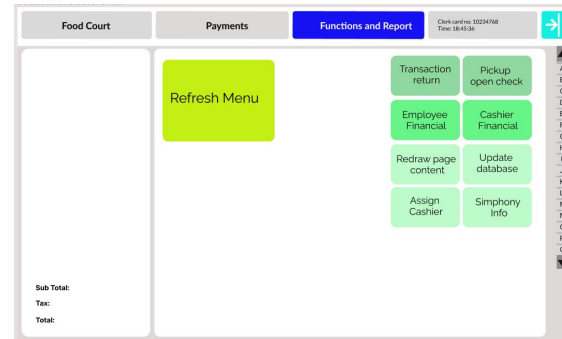 Food Court
Payments
Functions and Report
Clerk card no: 10234768
Time: 18:45:36
Refresh Menu
Transaction
return
Pickup
open check
Employee
Financial
Cashier
Financial
Redraw page
content
Update
database
Assign
Cashier
Simphony
Info
Sub Total:
Tax:
Total: